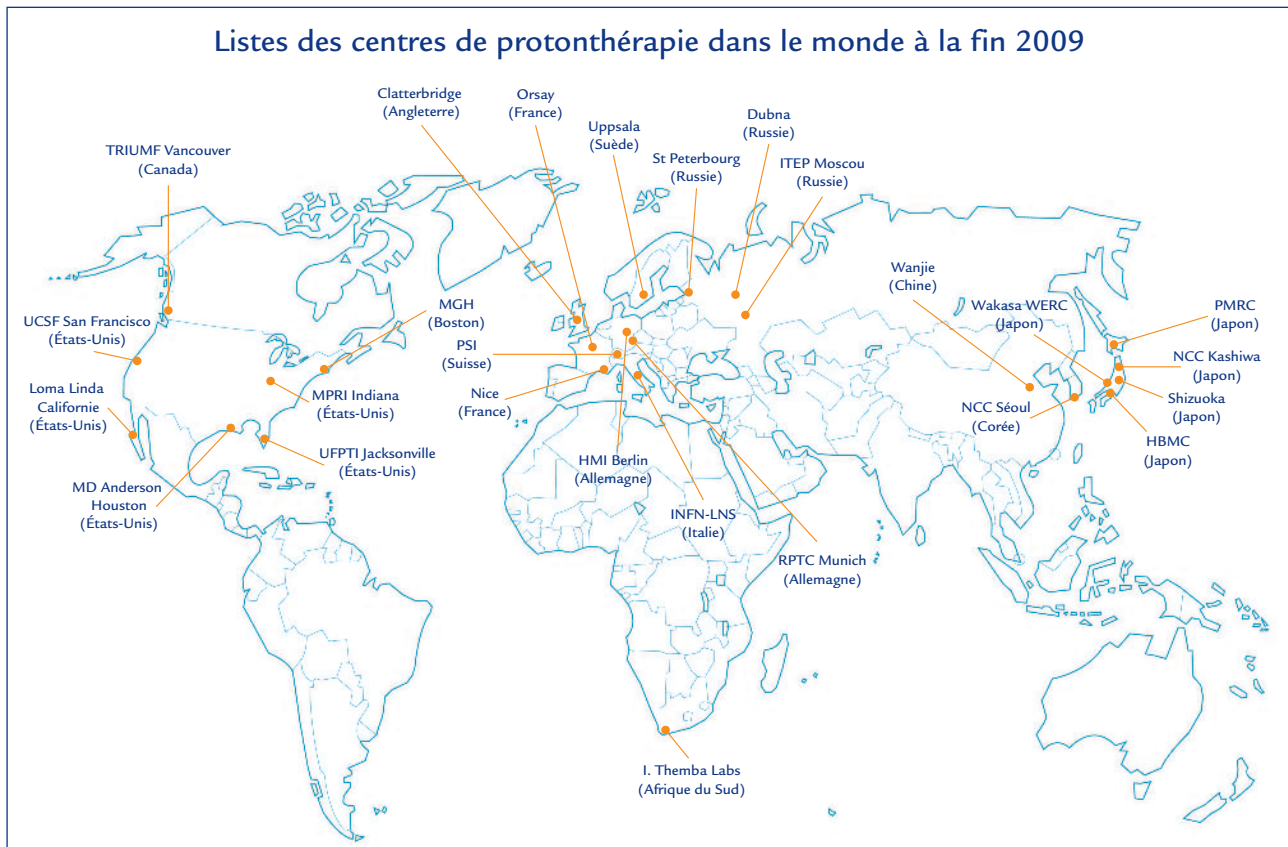 Listes des centres de protonthérapie dans le monde à la fin 2009
Clatterbridge
(Angleterre)
Orsay
(France)
Uppsala
(Suède)
Dubna
(Russie)
St Peterbourg
(Russie)
ITEP Moscou
(Russie)
TRIUMF Vancouver
(Canada)
Wanjie
(Chine)
Wakasa WERC
(Japon)
PMRC
(Japon)
UCSF San Francisco
(États-Unis)
MGH
(Boston)
PSI
(Suisse)
NCC Kashiwa
(Japon)
Loma Linda
Californie
(États-Unis)
MPRI Indiana
(États-Unis)
Nice
(France)
NCC Séoul
(Corée)
Shizuoka
(Japon)
HBMC
(Japon)
UFPTI Jacksonville
(États-Unis)
HMI Berlin
(Allemagne)
MD Anderson
Houston
(États-Unis)
INFN-LNS
(Italie)
RPTC Munich
(Allemagne)
I. Themba Labs
(Afrique du Sud)